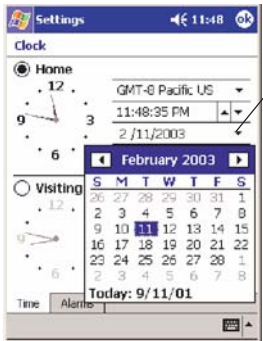 Settings 11:48 ok
Clock
Home
12
9 3
6
GMT-8 Pacific US
11:48:35 PM
2 /11/2003
February 2003
S M T W T F S
26 27 28 29 30 31 1
2 3 4 5 6 7 8
9 10 11 12 13 14 15
16 17 18 19 20 21 22
23 24 25 26 27 28 1
2 3 4 5 6 7 8
Today: 9/11/01
Visiting
12
9
6
Time Alarms